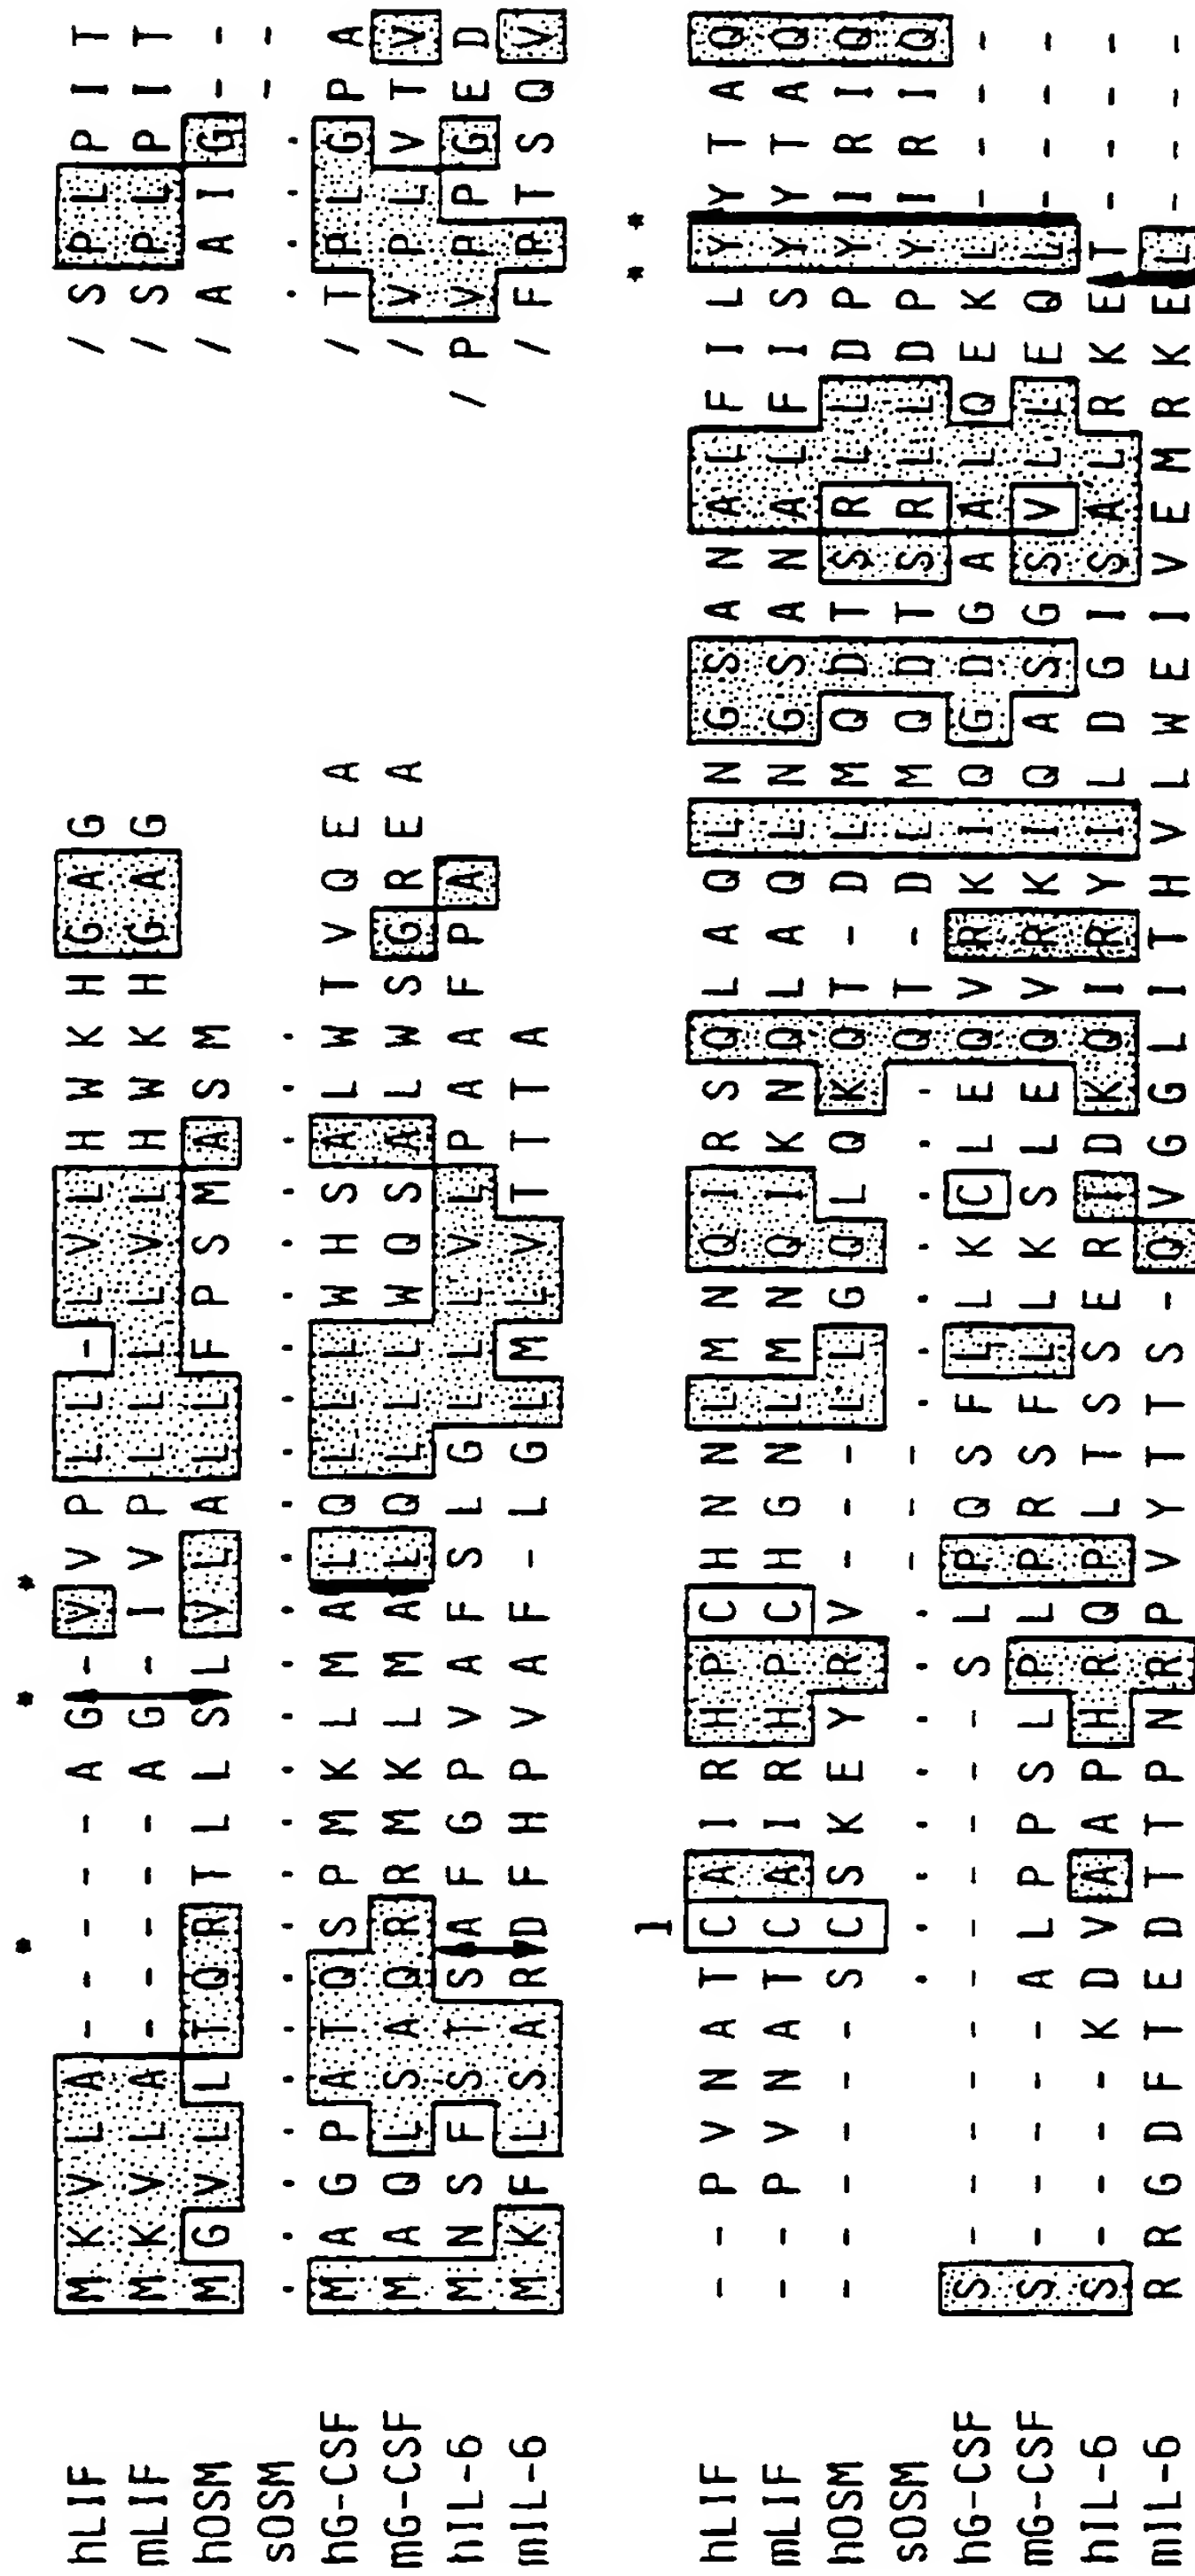 * * *
hLIF M K V L A - - - - - A G - V V P L L - L V L H W K H G A G / S P L P I T
mLIF M K V L A - - - - - A G - I V P L L L L V L H W K H G A G / S P L P I T
hOSM M G V L L T Q R T L L S L V L A L L F P S M A S M / A A I G - -
sOSM . . . . . . . . . . . . . . . . . . . . . . . . . . . . . - -
hG-CSF M A G P A T Q S P M K L M A L Q L L L W H S A L W T V Q E A / T P L G P A
mG-CSF M A Q L S A Q R R M K L M A L Q L L L W Q S A L W S G R E A / V P L V T V
hIL-6 M N S F S T S A F G P V A F S L G L L L V L P A A F P A / P V P P G E D
mIL-6 M K F L S A R D F H P V A F - L G L M L V T T T A / F P T S Q V
1 * *
hLIF - - P V N A T C A I R H P C H N N L M N Q I R S Q L A Q L N G S A N A L F I L Y Y T A Q
mLIF - - P V N A T C A I R H P C H G N L M N Q I K N Q L A Q L N G S A N A L F I S Y Y T A Q
hOSM - - - - - - S C S K E Y R V - - - L L G Q L Q K Q T - D L M Q D T S R L L D P Y I R I Q
sOSM . . . . . . . . - - . . . . . . . Q T - D L M Q D T S R L L D P Y I R I Q
hG-CSF S - - - - - - - - - - - S L P Q S F L L K C L E Q V R K I Q G D G A A L Q E K L - - - -
mG-CSF S - - - - - A L P P S L P L P R S F L L K S L E Q V R K I Q A S G S V L L E Q L - - - -
hIL-6 S - - - - K D V A A P H R Q P L T S S E R I D K Q I R Y I L D G I S A L R K E T - - - -
mIL-6 R R G D F T E D T T P N R P V Y T T S - Q V G G L I T H V L W E I V E M R K E L - - - -